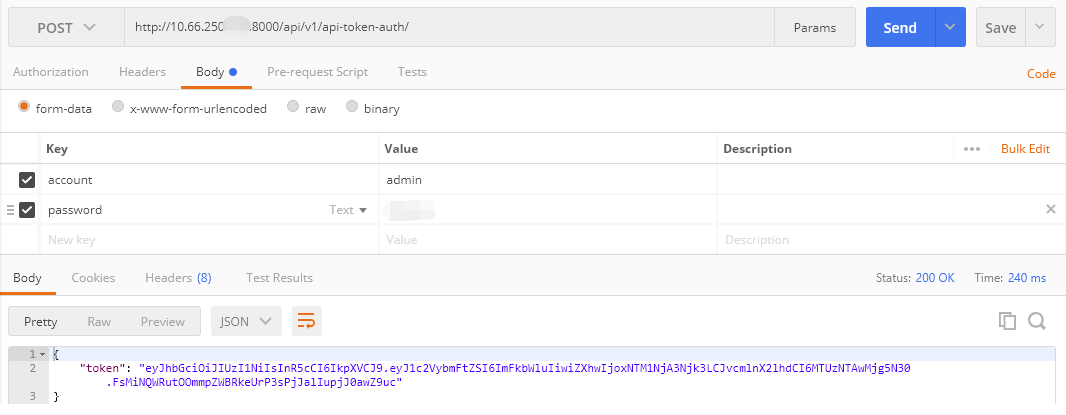 POST http://10.66.250 .8000/api/v1/api-token-auth/ Params Send Save
Authorization Headers Body Pre-request Script Tests Code
form-data x-www-form-urlencoded raw binary
Key Value Description ••• Bulk Edit
account admin
password Text
New key Value Description
Body Cookies Headers (8) Test Results Status: 200 OK Time: 240 ms
Pretty Raw Preview JSON
1 {
2 "token": "eyJhbGciOiJIUzI1NiIsInR5cCI6IkpXVCJ9.eyJ1c2VybmFtZSI6ImFkbWluIiwiZXhwIjoxNTM1NjA3Njk3LCJvcmlnX2lhdCI6MTUzNTAwMjg5N30
.FsMiNQWRutOOmmpZWBRkeUrP3sPjJalIupjJ0awZ9uc"
3 }